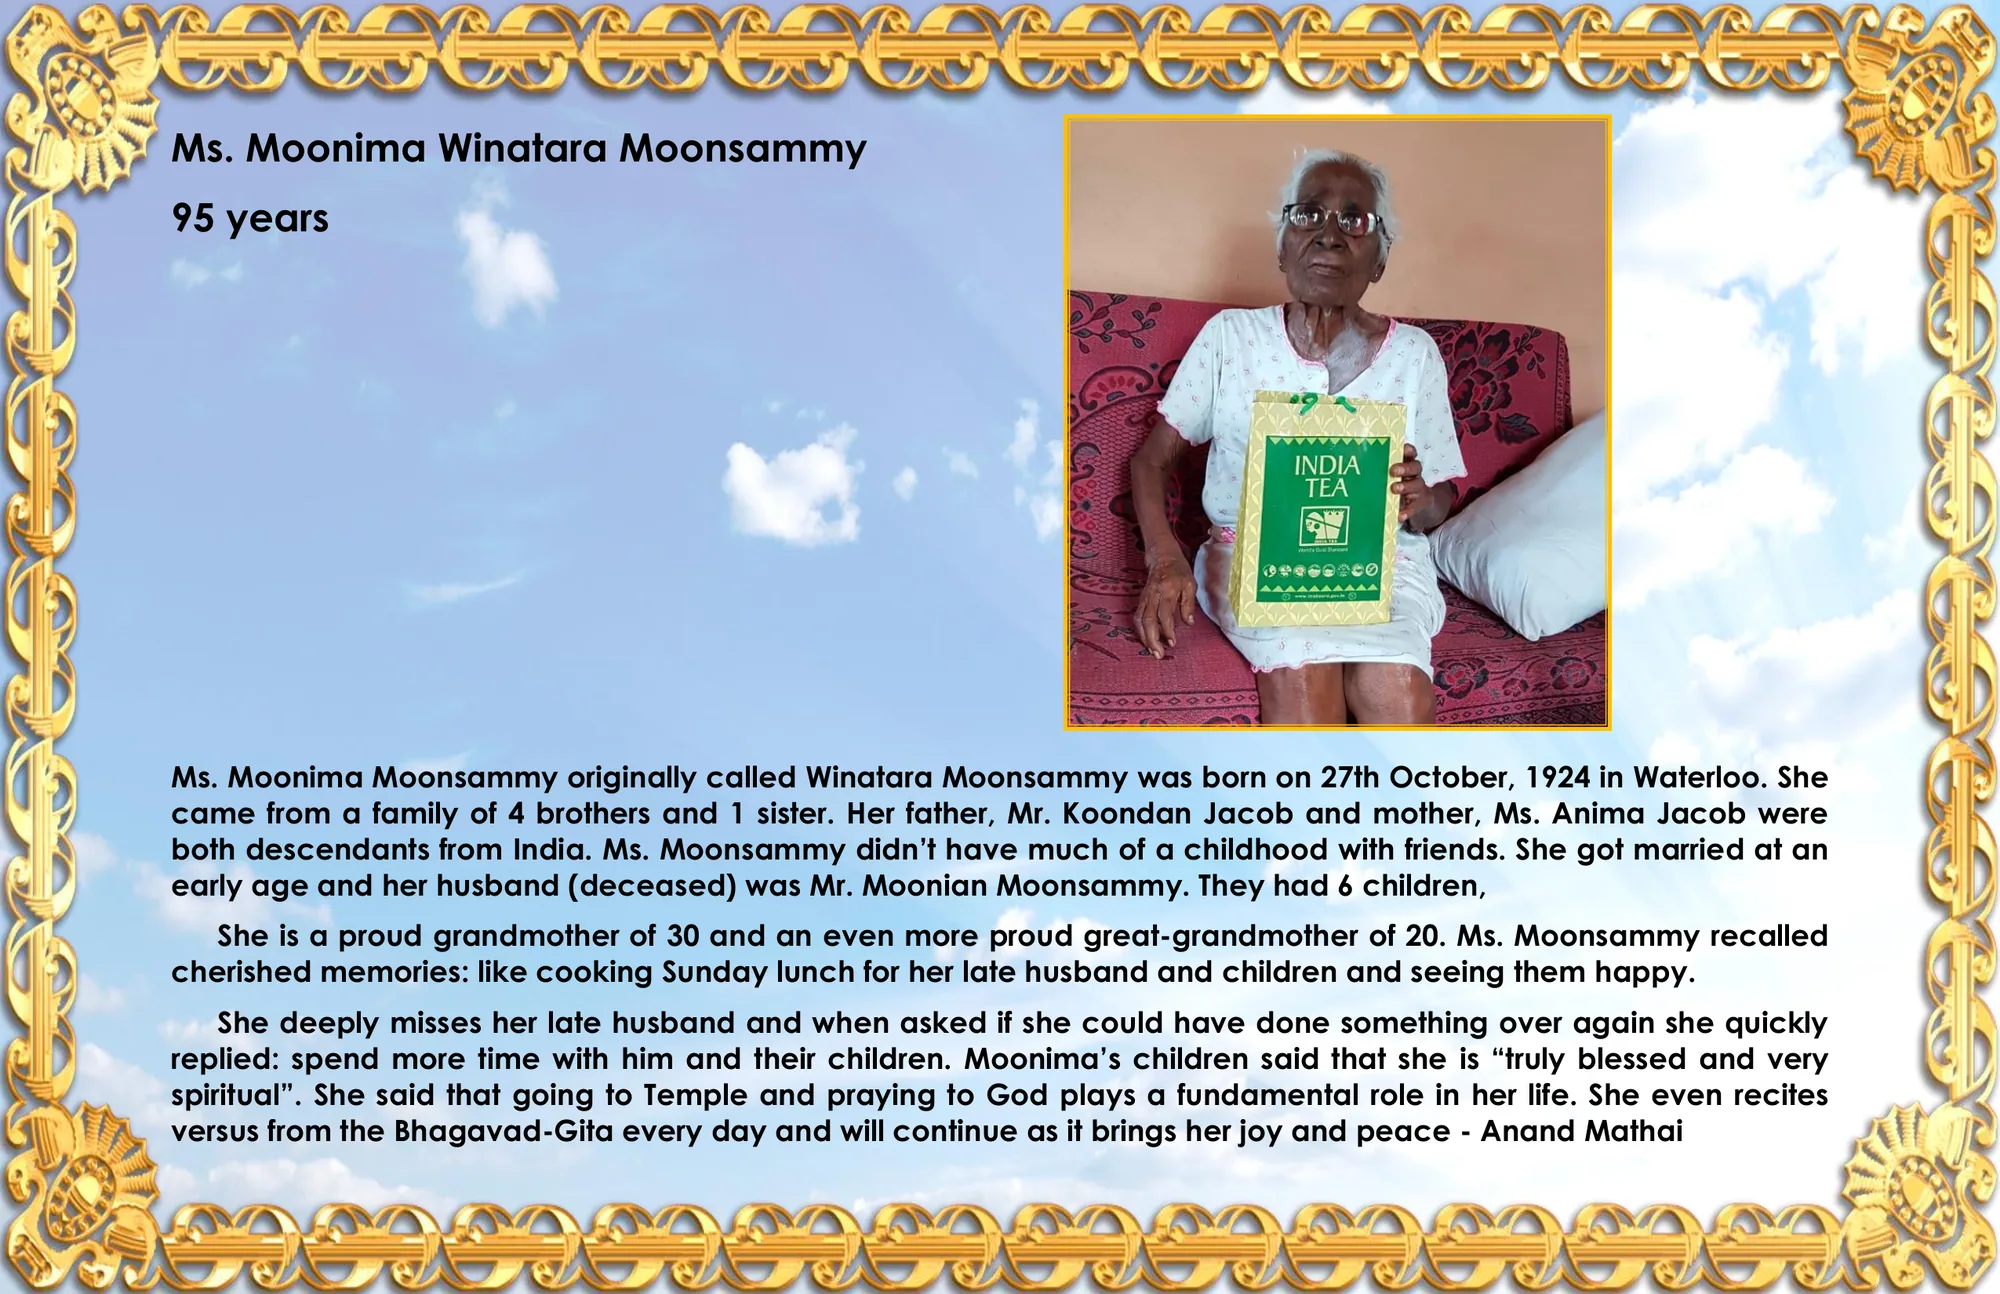 Ms. Moonima Winatara Moonsammy
95 years
INDIA
TEA
INDIA TEA
World's Gold Standard
Ms. Moonima Moonsammy originally called Winatara Moonsammy was born on 27th October, 1924 in Waterloo. She
came from a family of 4 brothers and 1 sister. Her father, Mr. Koondan Jacob and mother, Ms. Anima Jacob were
both descendants from India. Ms. Moonsammy didn’t have much of a childhood with friends. She got married at an
early age and her husband (deceased) was Mr. Moonian Moonsammy. They had 6 children,
She is a proud grandmother of 30 and an even more proud great-grandmother of 20. Ms. Moonsammy recalled
cherished memories: like cooking Sunday lunch for her late husband and children and seeing them happy.
She deeply misses her late husband and when asked if she could have done something over again she quickly
replied: spend more time with him and their children. Moonima’s children said that she is “truly blessed and very
spiritual”. She said that going to Temple and praying to God plays a fundamental role in her life. She even recites
versus from the Bhagavad-Gita every day and will continue as it brings her joy and peace - Anand Mathai